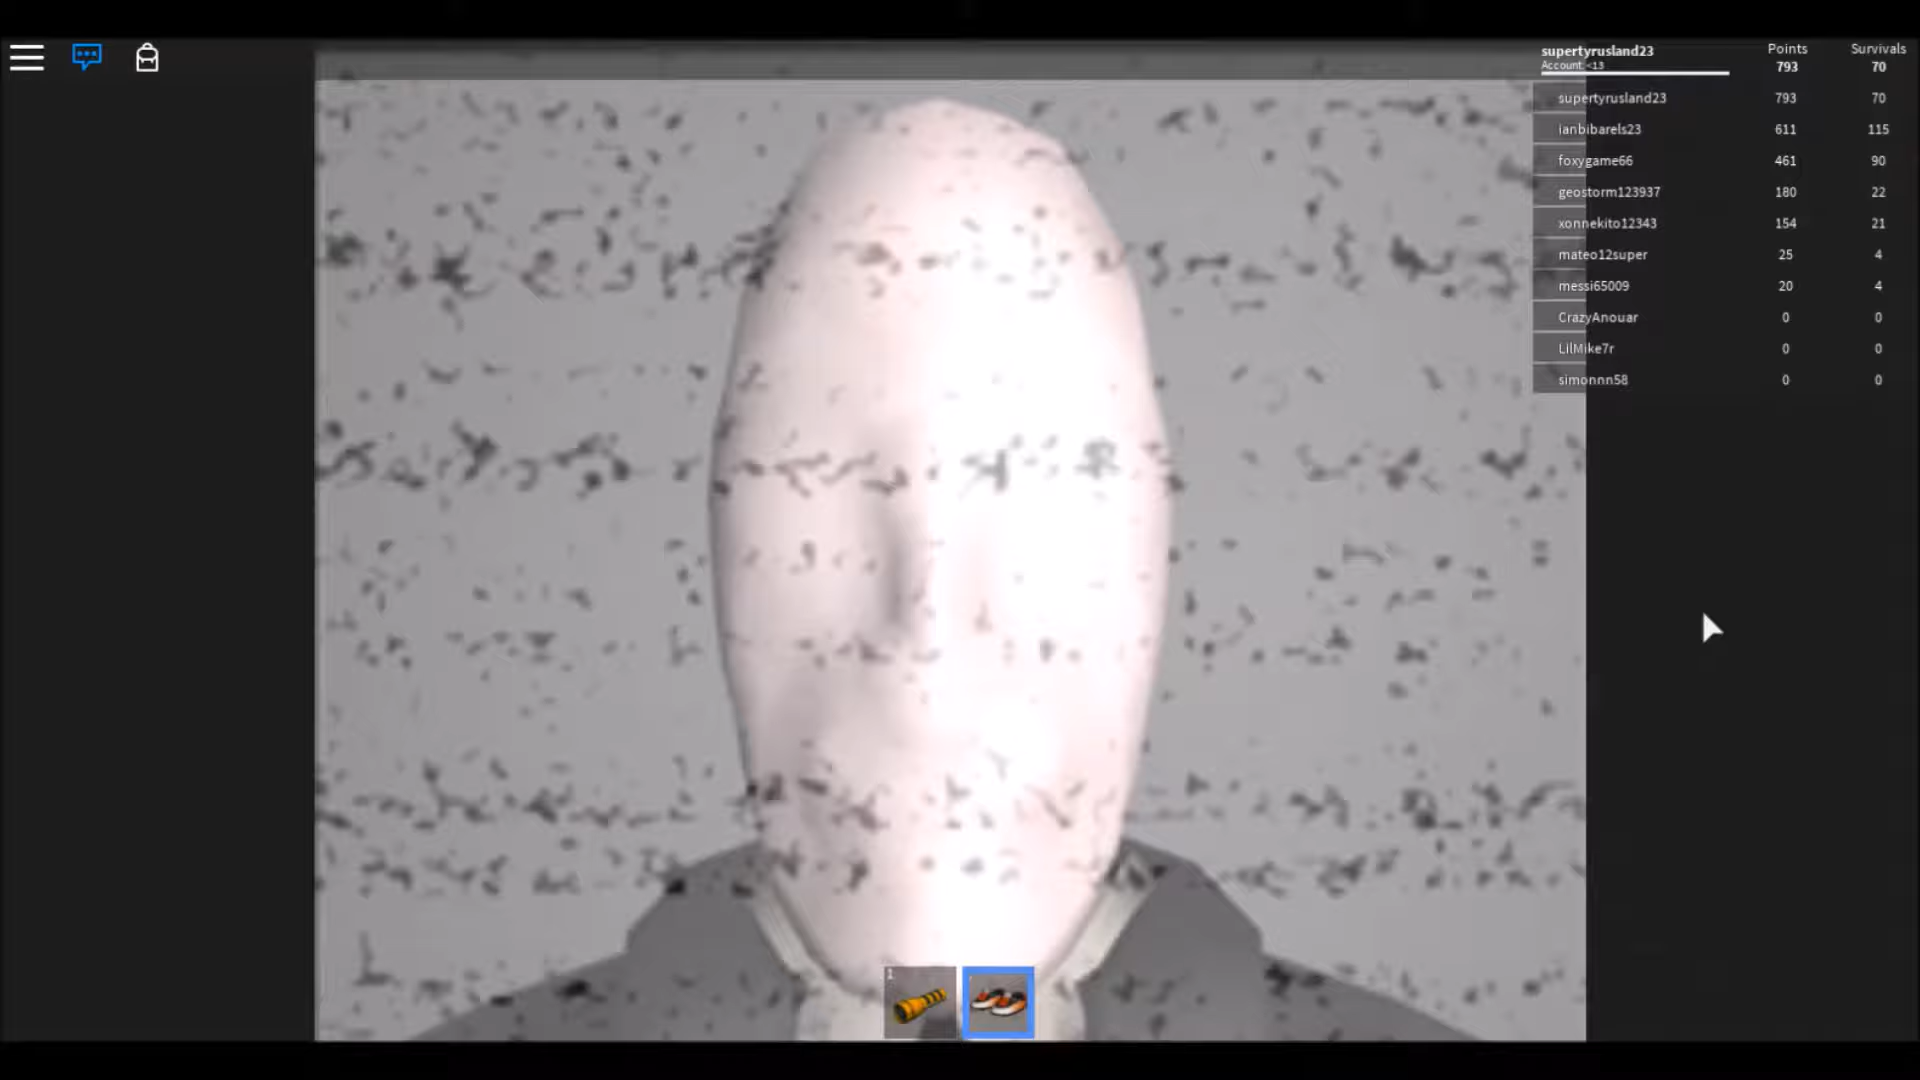 supertyrusland23 Points Survivals
Account: <13 793 70
supertyrusland23 793 70
ianbibarels23 611 115
foxygame66 461 90
geostorm123937 180 22
xonnekito12343 154 21
mateo12super 25 4
messi65009 20 4
CrazyAnouar 0 0
LilMike7r 0 0
simonnn58 0 0
1